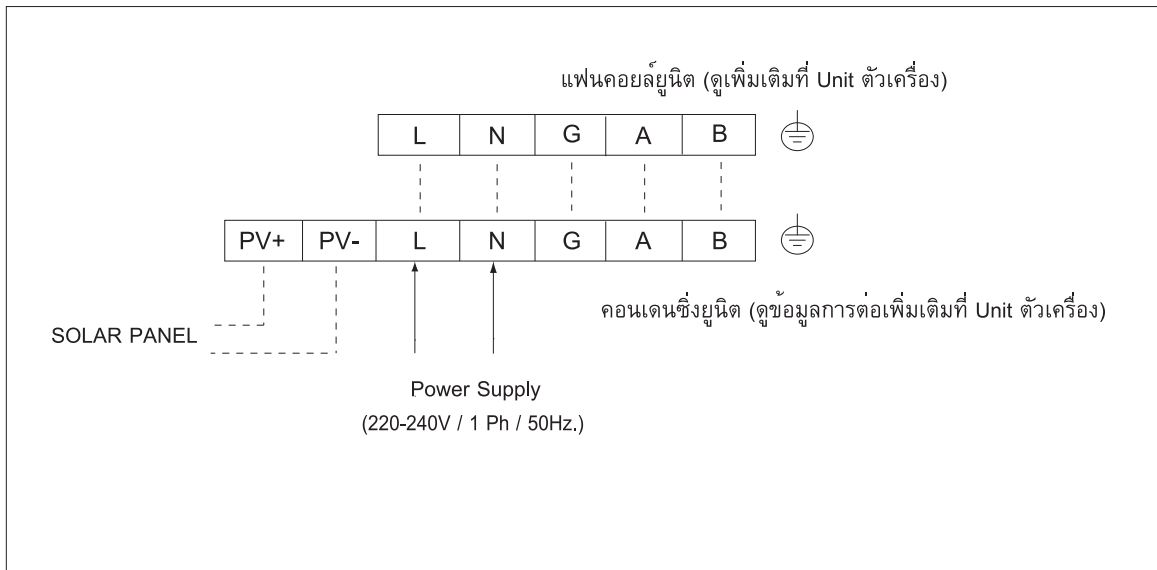 แฟนคอยล์ยูนิต (ดูเพิ่มเติมที่ Unit ตัวเครื่อง)
L N G A B
PV+ PV- L N G A B
คอนเดนซิ่งยูนิต (ดูข้อมูลการต่อเพิ่มเติมที่ Unit ตัวเครื่อง)
SOLAR PANEL
Power Supply
(220-240V / 1 Ph / 50Hz.)